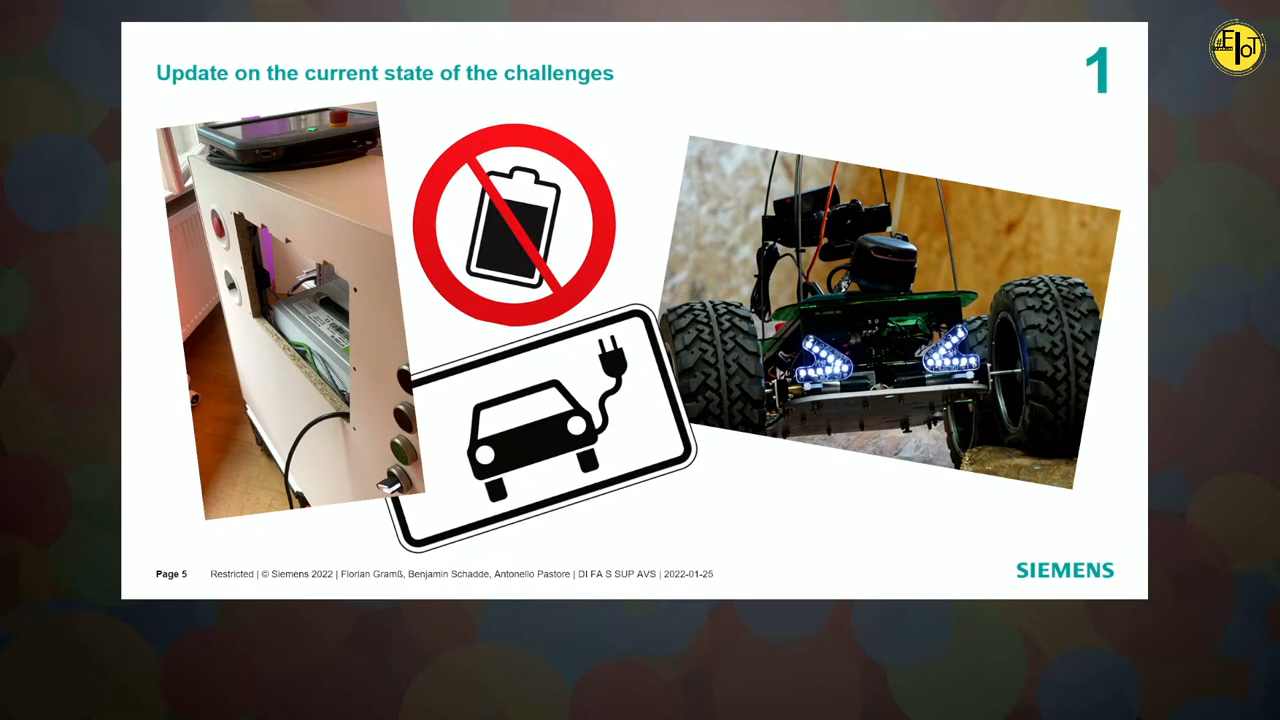 Update on the current state of the challenges
1
EIoT
Page 5 Restricted | © Siemens 2022 | Florian Gramß, Benjamin Schadde, Antonello Pastore | DI FA S SUP AVS | 2022-01-25
SIEMENS